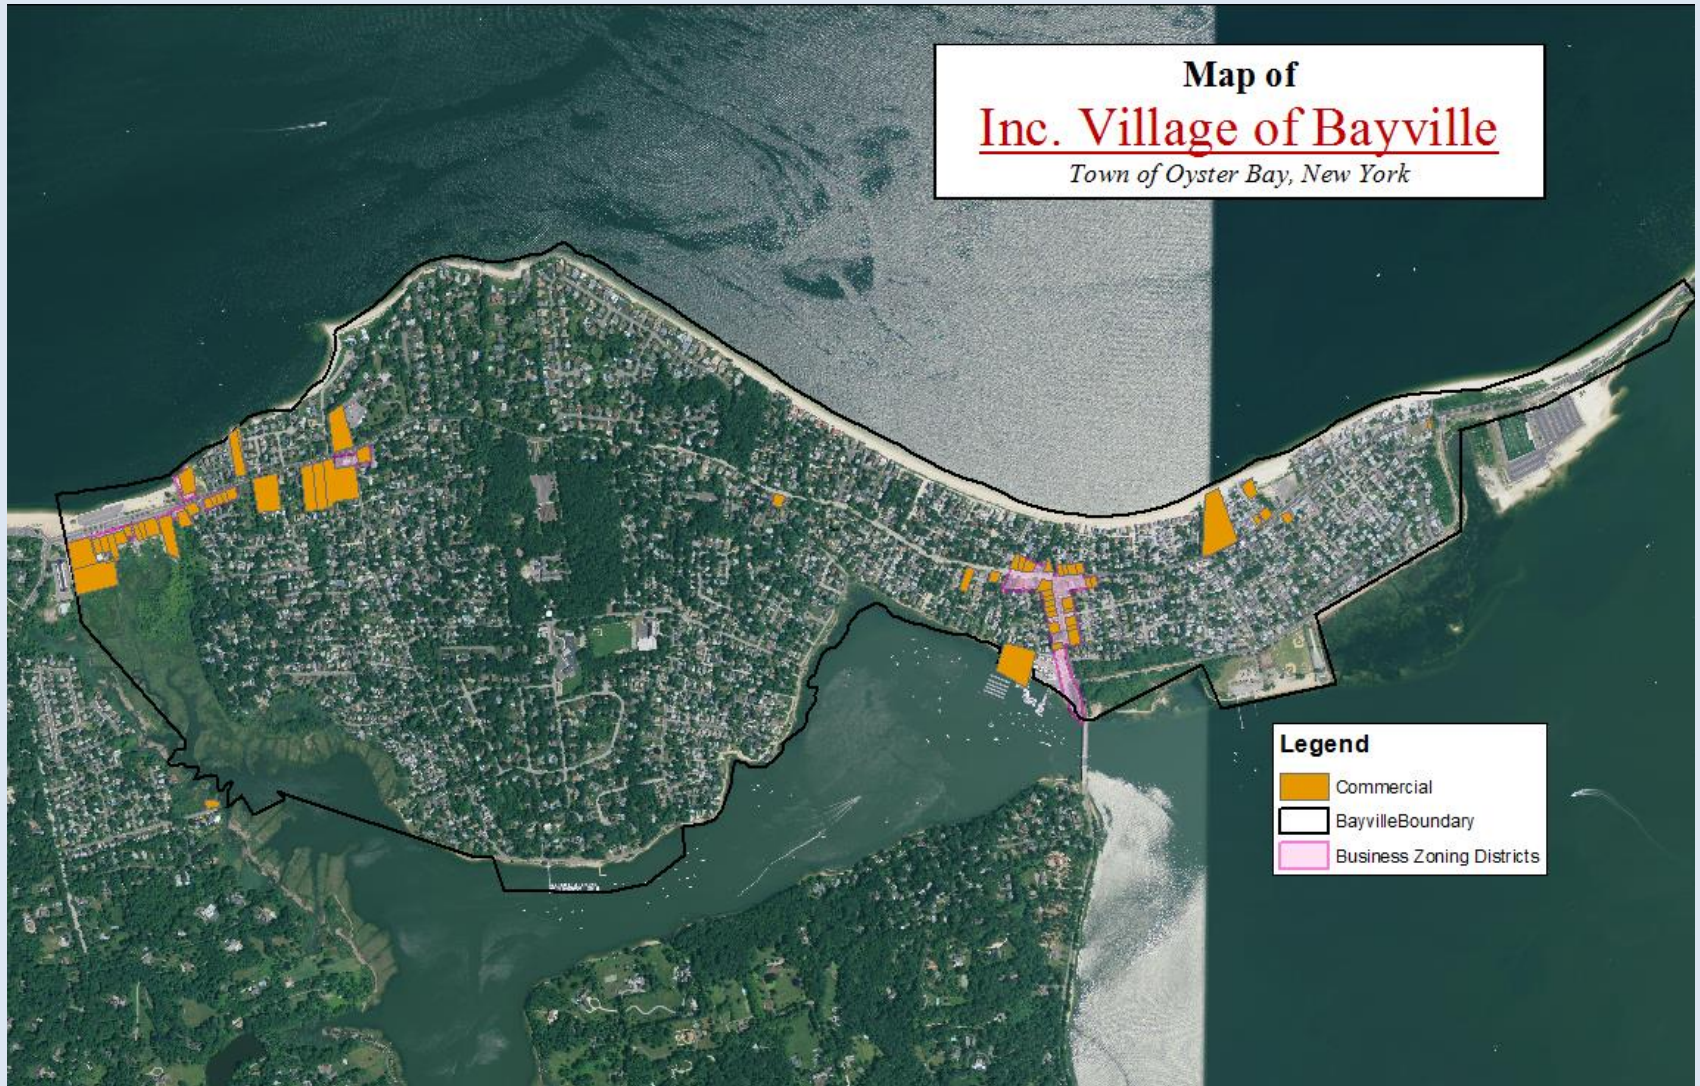 Map of
Inc. Village of Bayville
Town of Oyster Bay, New York
Legend
Commercial
BayvilleBoundary
Business Zoning Districts